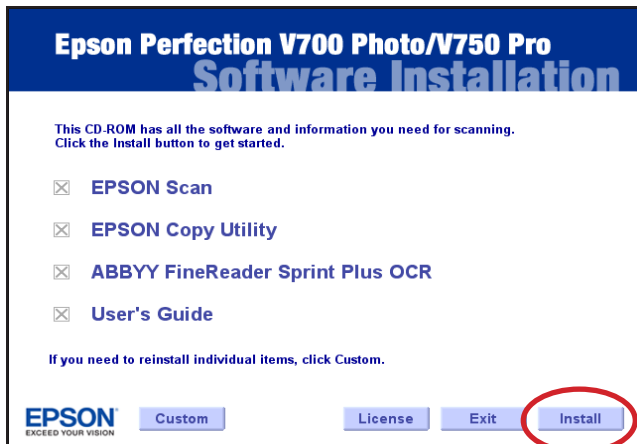 Epson Perfection V700 Photo/V750 Pro
Software Installation
This CD-ROM has all the software and information you need for scanning.
Click the Install button to get started.
EPSON Scan
EPSON Copy Utility
ABBYY FineReader Sprint Plus OCR
User's Guide
If you need to reinstall individual items, click Custom.
EPSON
EXCEED YOUR VISION
Custom License Exit Install